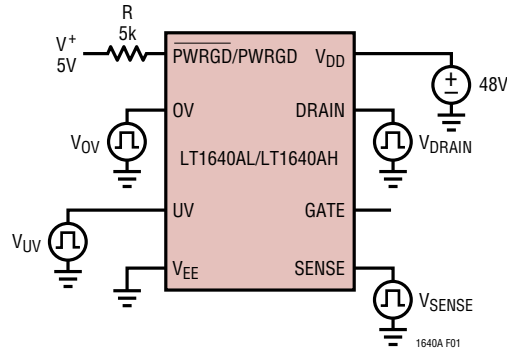 R
5k
V+
5V
PWRGD/PWRGD
VDD
+
−
48V
OV
DRAIN
VOV
VDRAIN
LT1640AL/LT1640AH
UV
GATE
VUV
VEE
SENSE
VSENSE
1640A F01